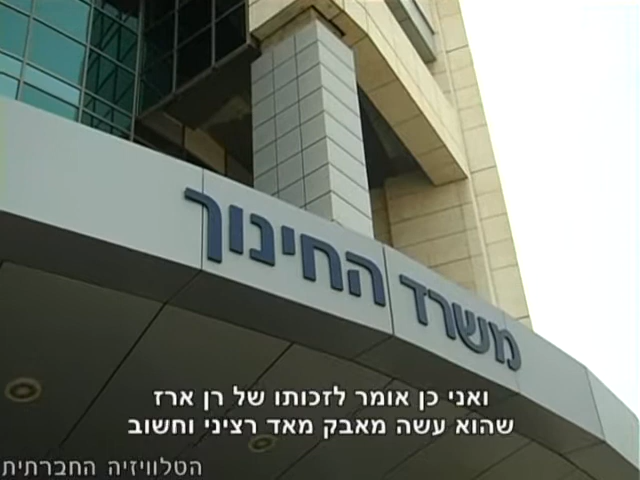 משרד החינוך
ואני כן אומר לזכותו של רן ארז
שהוא עשה מאבק מאד רציני וחשוב
הטלוויזיה החברתית